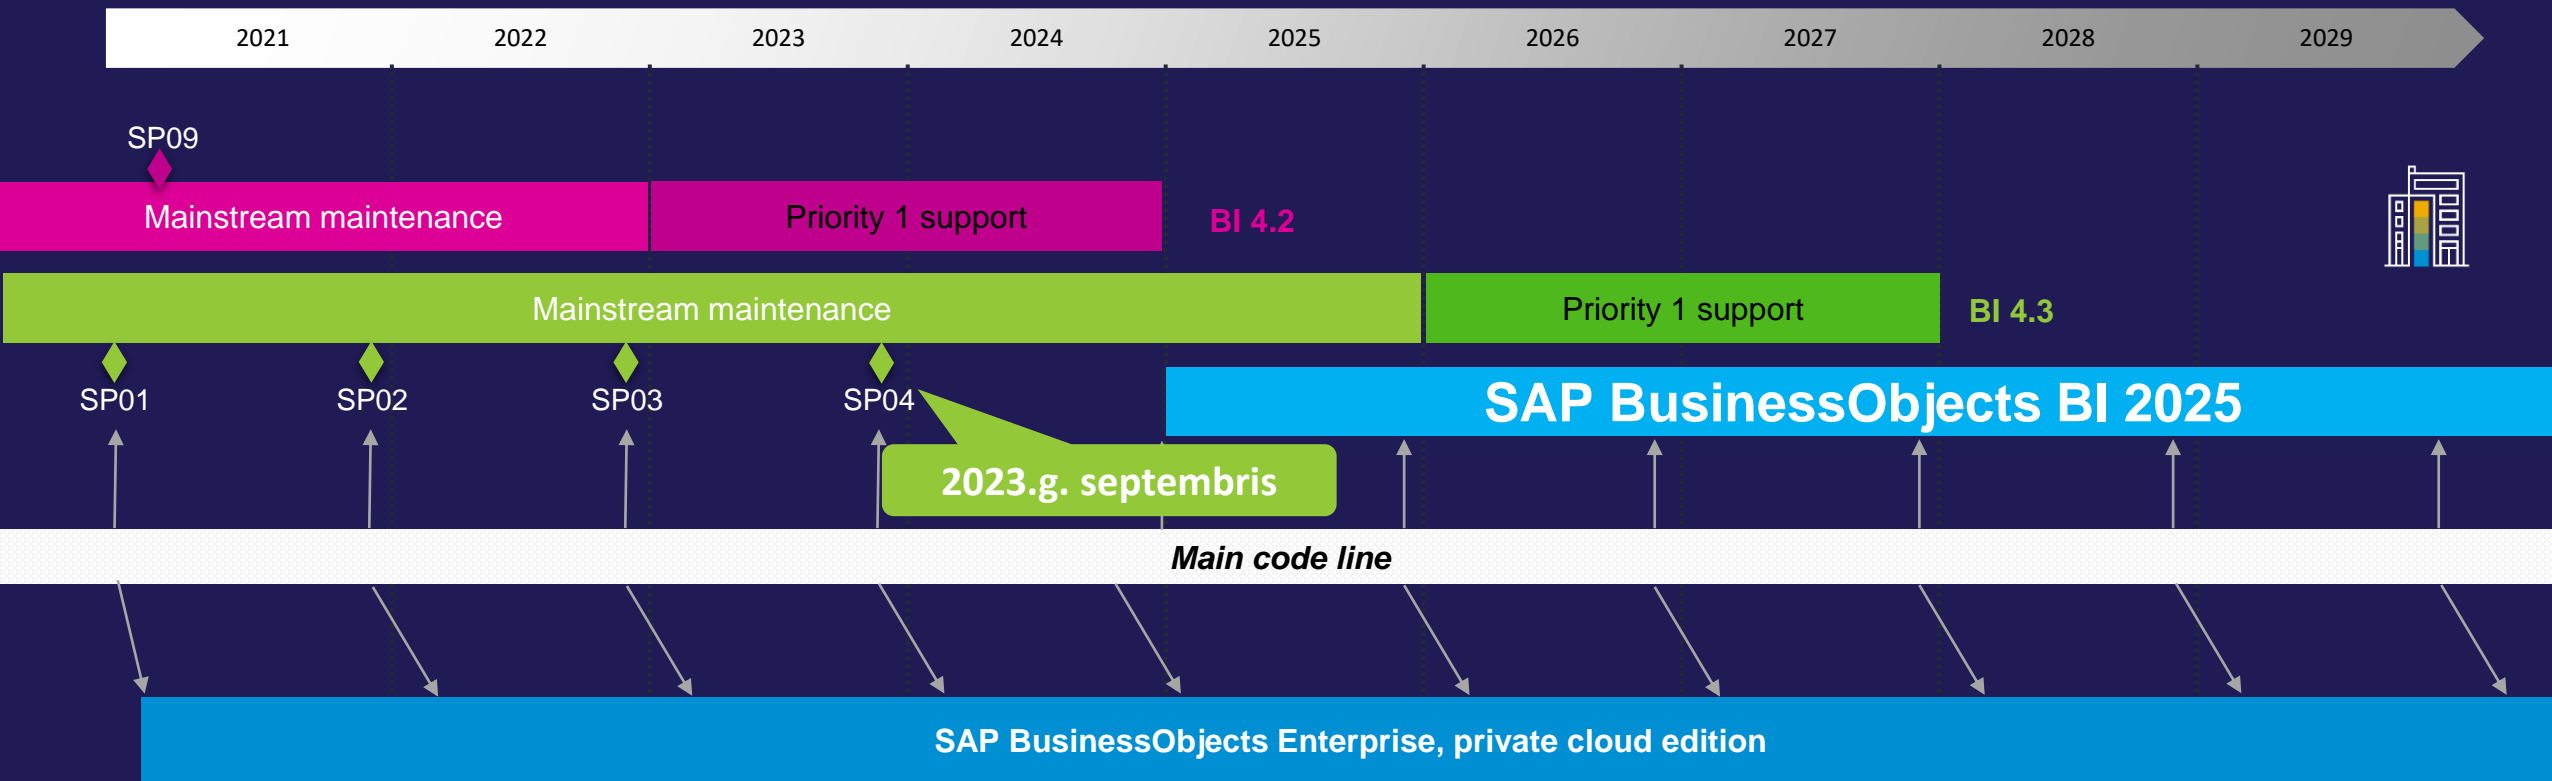 2021 2022 2023 2024 2025 2026 2027 2028 2029
SP09
Mainstream maintenance Priority 1 support BI 4.2
Mainstream maintenance Priority 1 support BI 4.3
SP01 SP02 SP03 SP04 SAP BusinessObjects BI 2025
2023.g. septembris
Main code line
SAP BusinessObjects Enterprise, private cloud edition